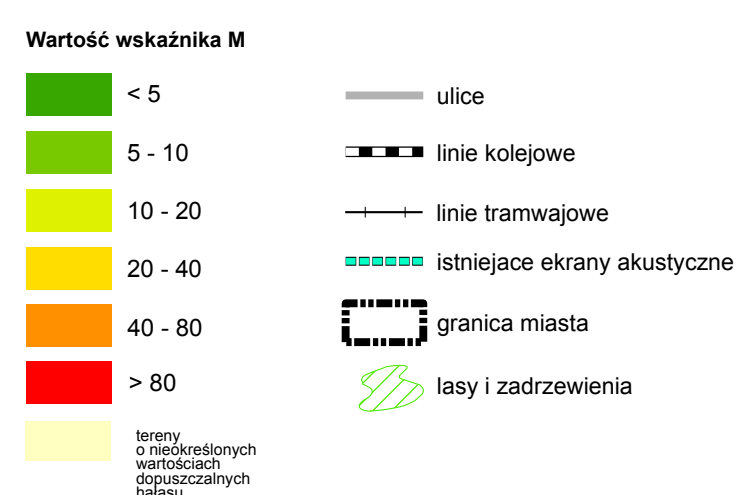 Wartość wskaźnika M
< 5
5 - 10
10 - 20
20 - 40
40 - 80
> 80
tereny
o nieokreślonych
wartościach
dopuszczalnych
hałasu
ulice
linie kolejowe
linie tramwajowe
istniejace ekrany akustyczne
granica miasta
lasy i zadrzewienia